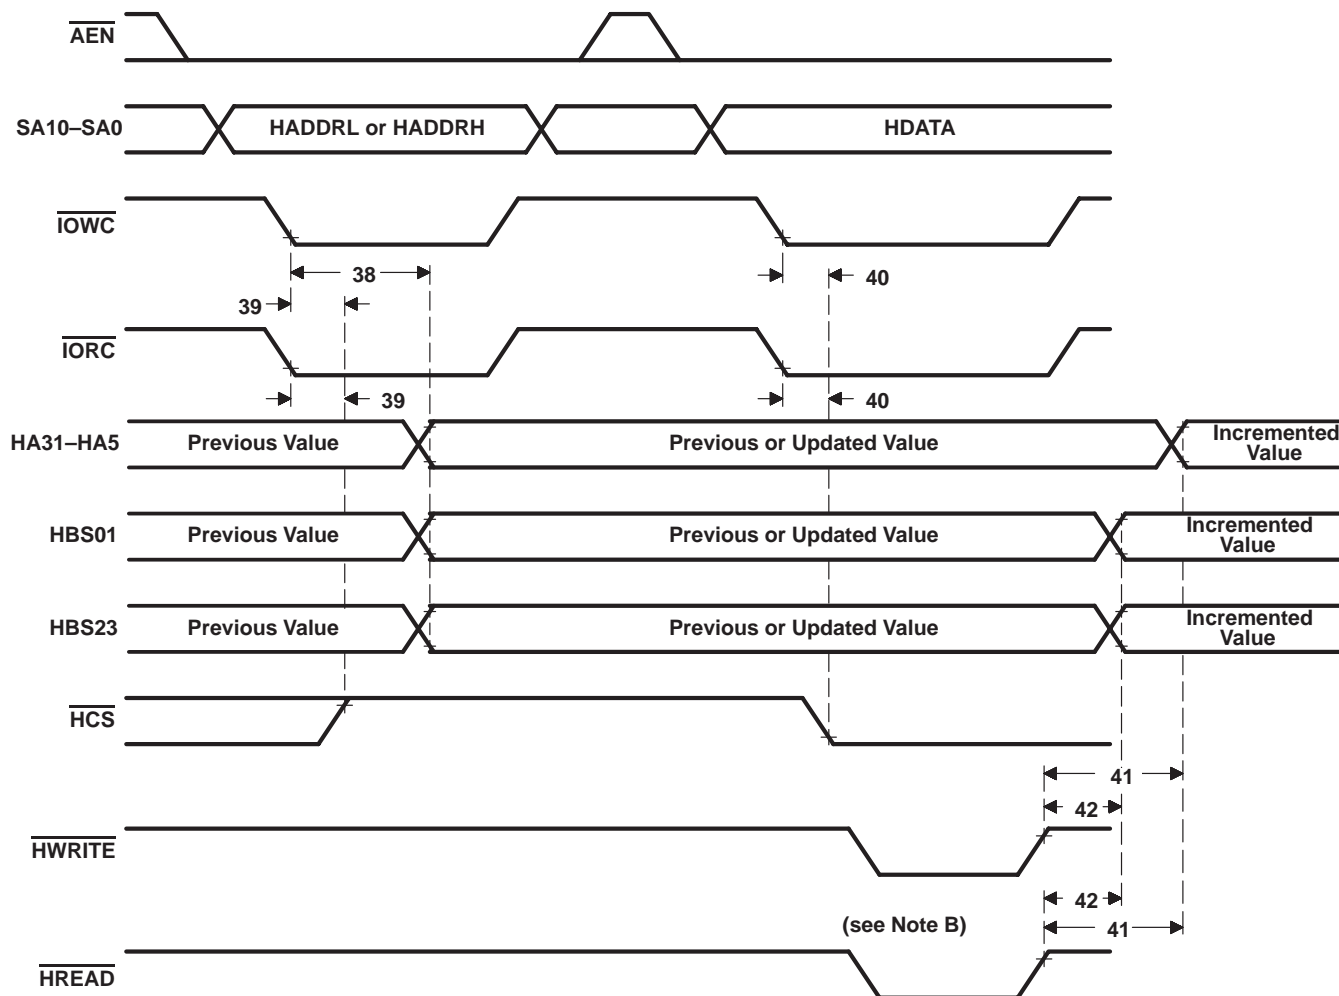 AEN
SA10–SA0
HADDRL or HADDRH
HDATA
IOWC
38
40
39
IORC
39
40
HA31–HA5
Previous Value
Previous or Updated Value
Incremented
Value
HBS01
Previous Value
Previous or Updated Value
Incremented
Value
HBS23
Previous Value
Previous or Updated Value
Incremented
Value
HCS
41
42
HWRITE
42
(see Note B)
41
HREAD